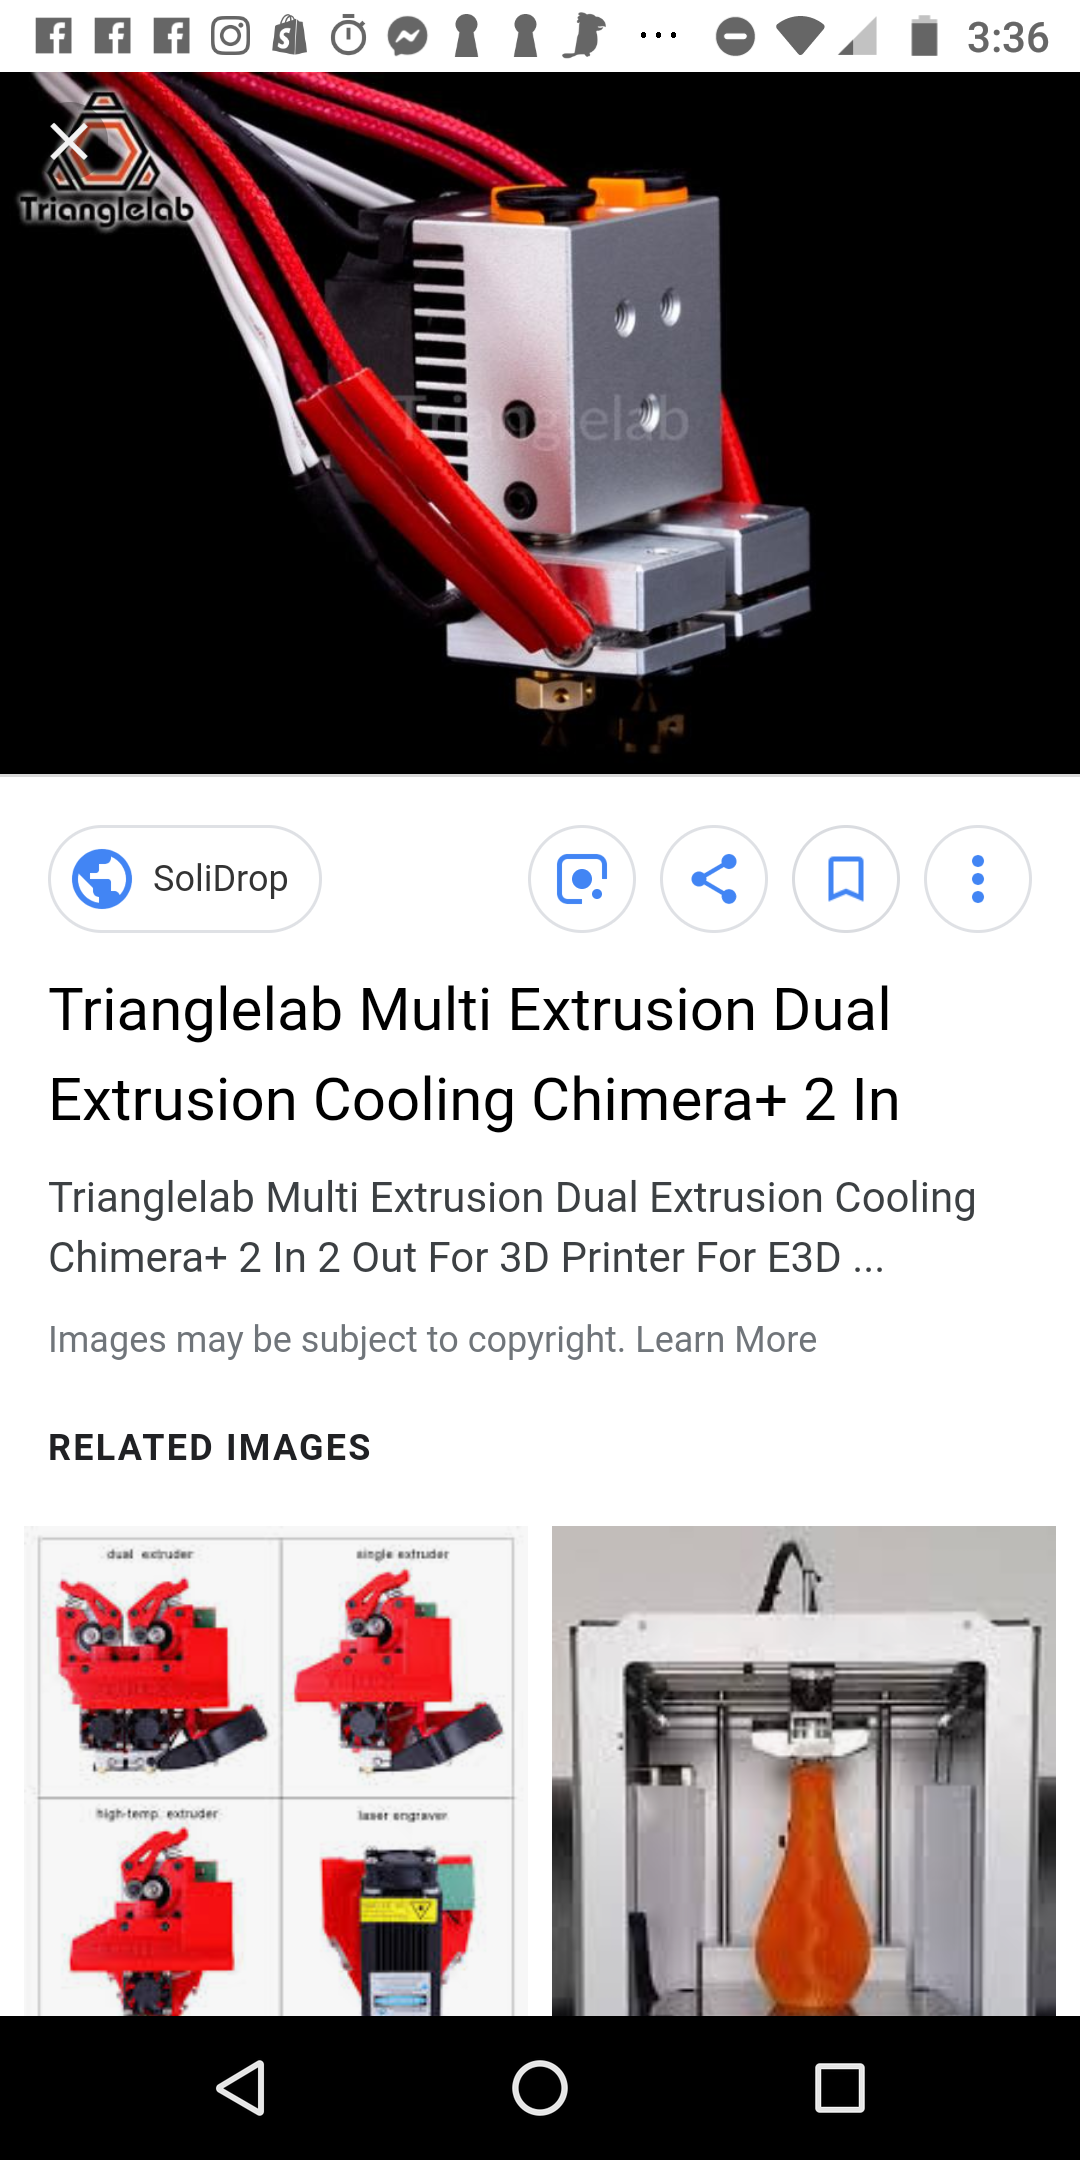 3:36
Trianglelab
Trianglelab
SoliDrop
Trianglelab Multi Extrusion Dual
Extrusion Cooling Chimera+ 2 In
Trianglelab Multi Extrusion Dual Extrusion Cooling
Chimera+ 2 In 2 Out For 3D Printer For E3D ...
Images may be subject to copyright. Learn More
RELATED IMAGES
dual extruder
single extruder
high-temp. extruder
laser engraver